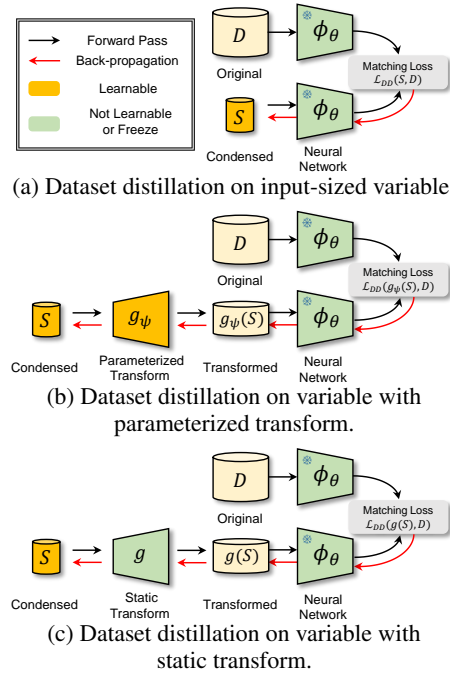 Forward Pass
Back-propagation
Learnable
Not Learnable
or Freeze
D
Original
ϕθ
Matching Loss
ℒDD(S, D)
S
Condensed
ϕθ
Neural
Network
(a) Dataset distillation on input-sized variable
D
Original
ϕθ
Matching Loss
ℒDD(gψ(S), D)
S
Condensed
gψ
Parameterized
Transform
gψ(S)
Transformed
ϕθ
Neural
Network
(b) Dataset distillation on variable with
parameterized transform.
D
Original
ϕθ
Matching Loss
ℒDD(g(S), D)
S
Condensed
g
Static
Transform
g(S)
Transformed
ϕθ
Neural
Network
(c) Dataset distillation on variable with
static transform.